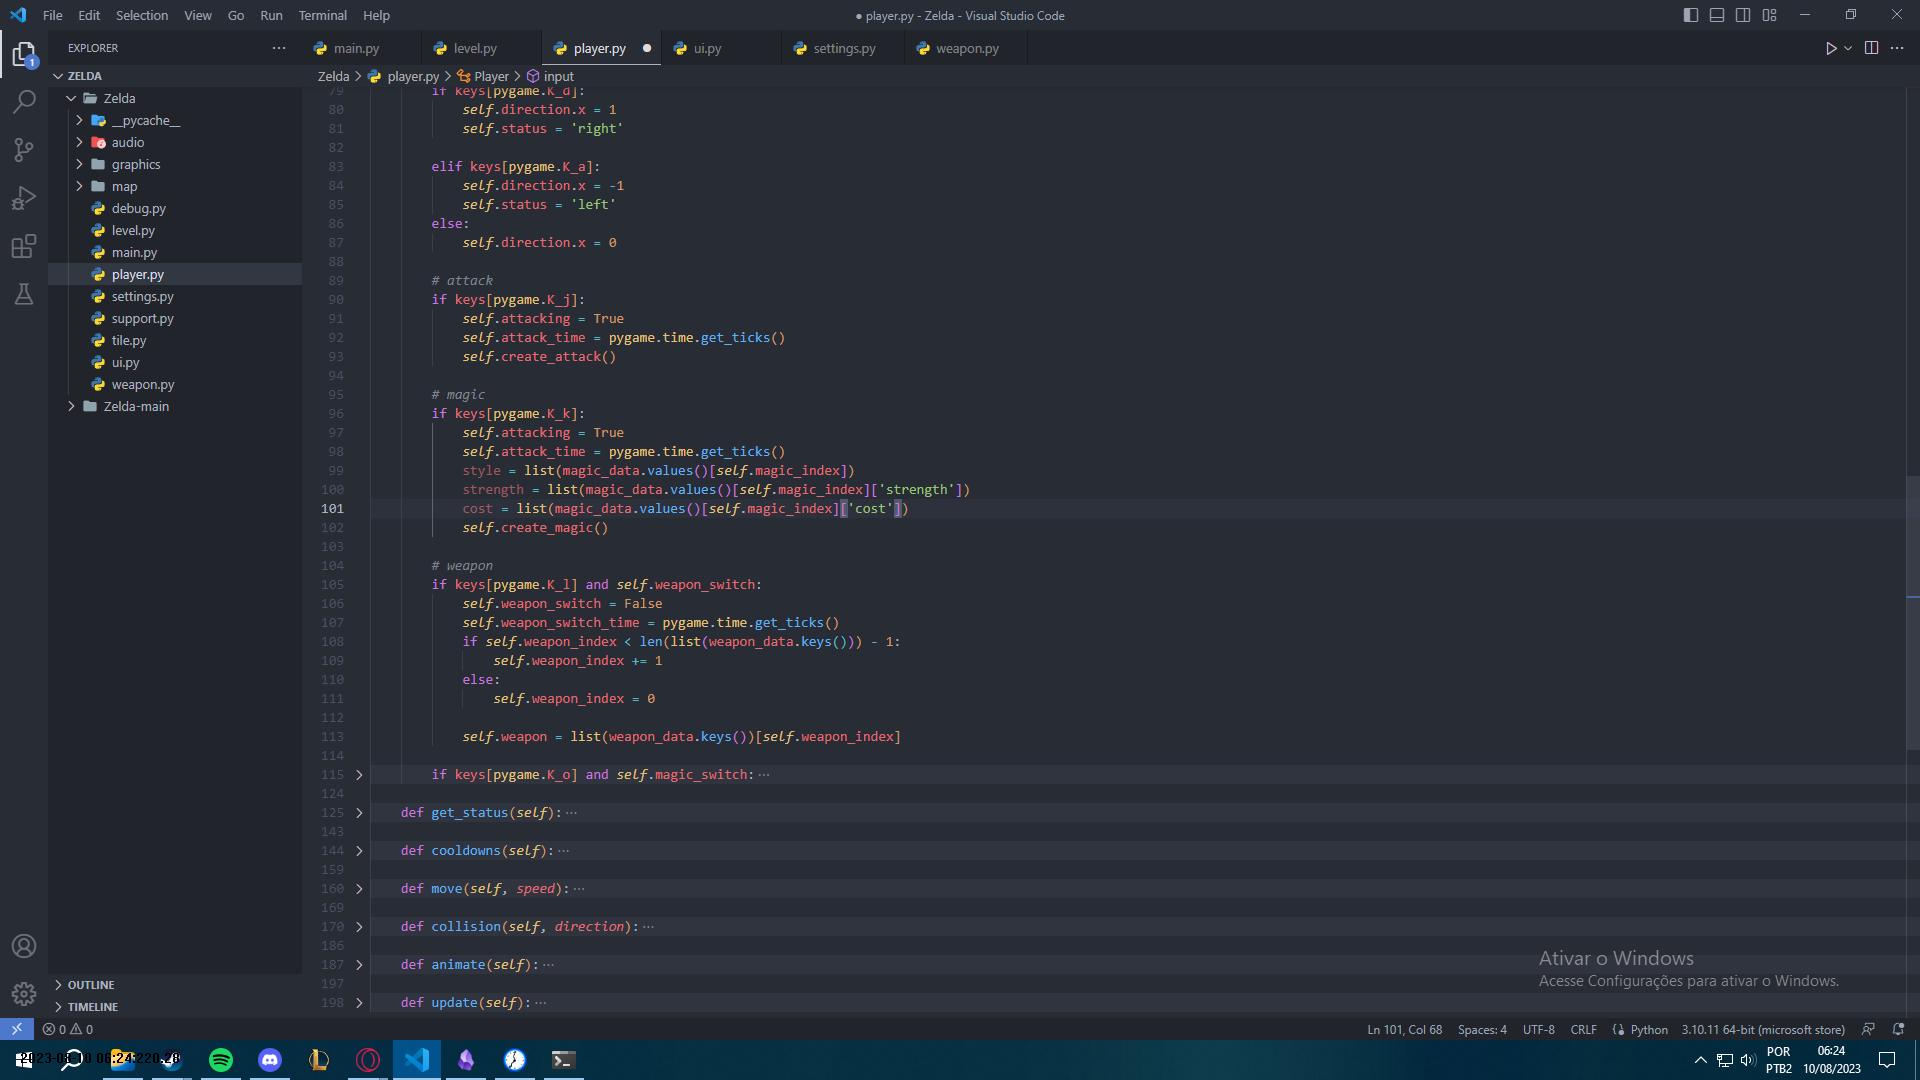 File Edit Selection View Go Run Terminal Help
● player.py - Zelda - Visual Studio Code
EXPLORER
main.py
level.py
player.py
ui.py
settings.py
weapon.py
ZELDA
Zelda > player.py > Player > input
Zelda
__pycache__
audio
graphics
map
debug.py
level.py
main.py
player.py
settings.py
support.py
tile.py
ui.py
weapon.py
Zelda-main
OUTLINE
TIMELINE
79 if keys[pygame.K_d]:
80 self.direction.x = 1
81 self.status = 'right'
82
83 elif keys[pygame.K_a]:
84 self.direction.x = -1
85 self.status = 'left'
86 else:
87 self.direction.x = 0
88
89 # attack
90 if keys[pygame.K_j]:
91 self.attacking = True
92 self.attack_time = pygame.time.get_ticks()
93 self.create_attack()
94
95 # magic
96 if keys[pygame.K_k]:
97 self.attacking = True
98 self.attack_time = pygame.time.get_ticks()
99 style = list(magic_data.values()[self.magic_index])
100 strength = list(magic_data.values()[self.magic_index]['strength'])
101 cost = list(magic_data.values()[self.magic_index]['cost'])
102 self.create_magic()
103
104 # weapon
105 if keys[pygame.K_l] and self.weapon_switch:
106 self.weapon_switch = False
107 self.weapon_switch_time = pygame.time.get_ticks()
108 if self.weapon_index < len(list(weapon_data.keys())) - 1:
109 self.weapon_index += 1
110 else:
111 self.weapon_index = 0
112
113 self.weapon = list(weapon_data.keys())[self.weapon_index]
114
115 if keys[pygame.K_o] and self.magic_switch: ···
124
125 def get_status(self): ···
143
144 def cooldowns(self): ···
159
160 def move(self, speed): ···
169
170 def collision(self, direction): ···
186
187 def animate(self): ···
197
198 def update(self): ···
Ativar o Windows
Acesse Configurações para ativar o Windows.
0 0
Ln 101, Col 68 Spaces: 4 UTF-8 CRLF Python 3.10.11 64-bit (microsoft store)
1
POR
PTB2
06:24
10/08/2023